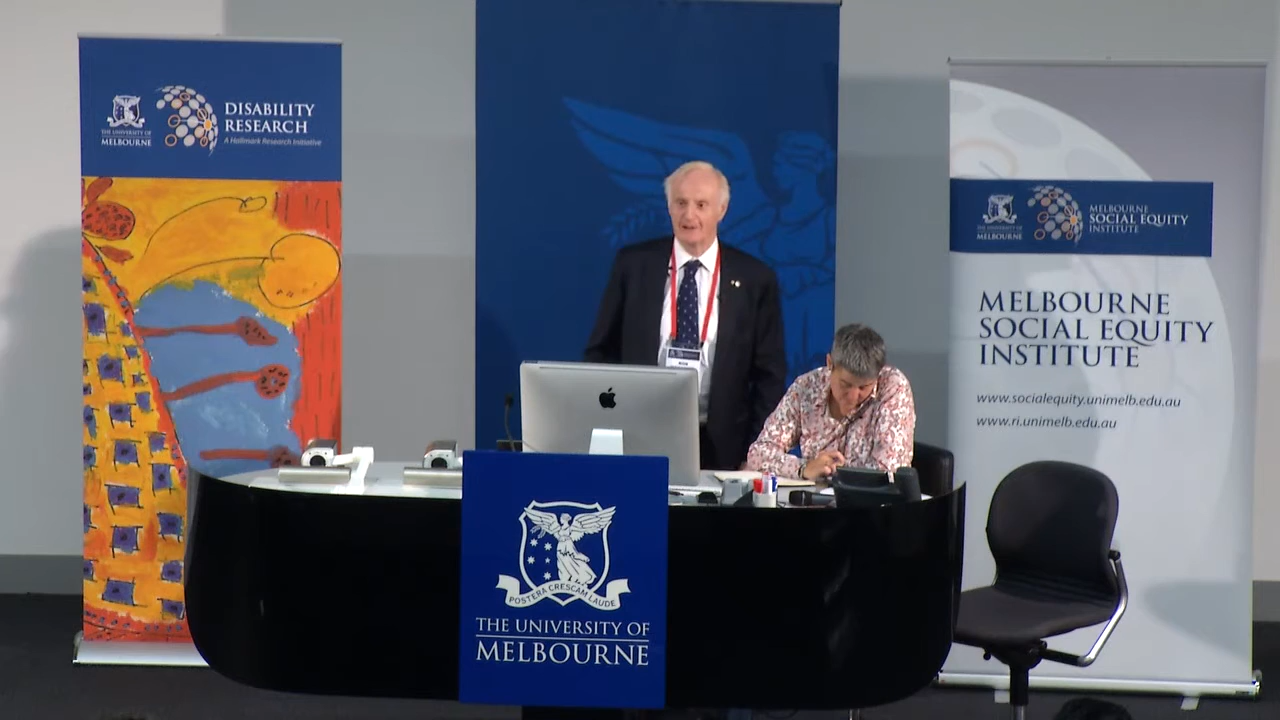 THE UNIVERSITY OF
MELBOURNE
DISABILITY
RESEARCH
A Hallmark Research Initiative
THE UNIVERSITY OF
MELBOURNE
MELBOURNE
SOCIAL EQUITY
INSTITUTE
MELBOURNE
SOCIAL EQUITY
INSTITUTE
www.socialequity.unimelb.edu.au
www.ri.unimelb.edu.au
POSTERA CRESCAM LAUDE
THE UNIVERSITY OF
MELBOURNE